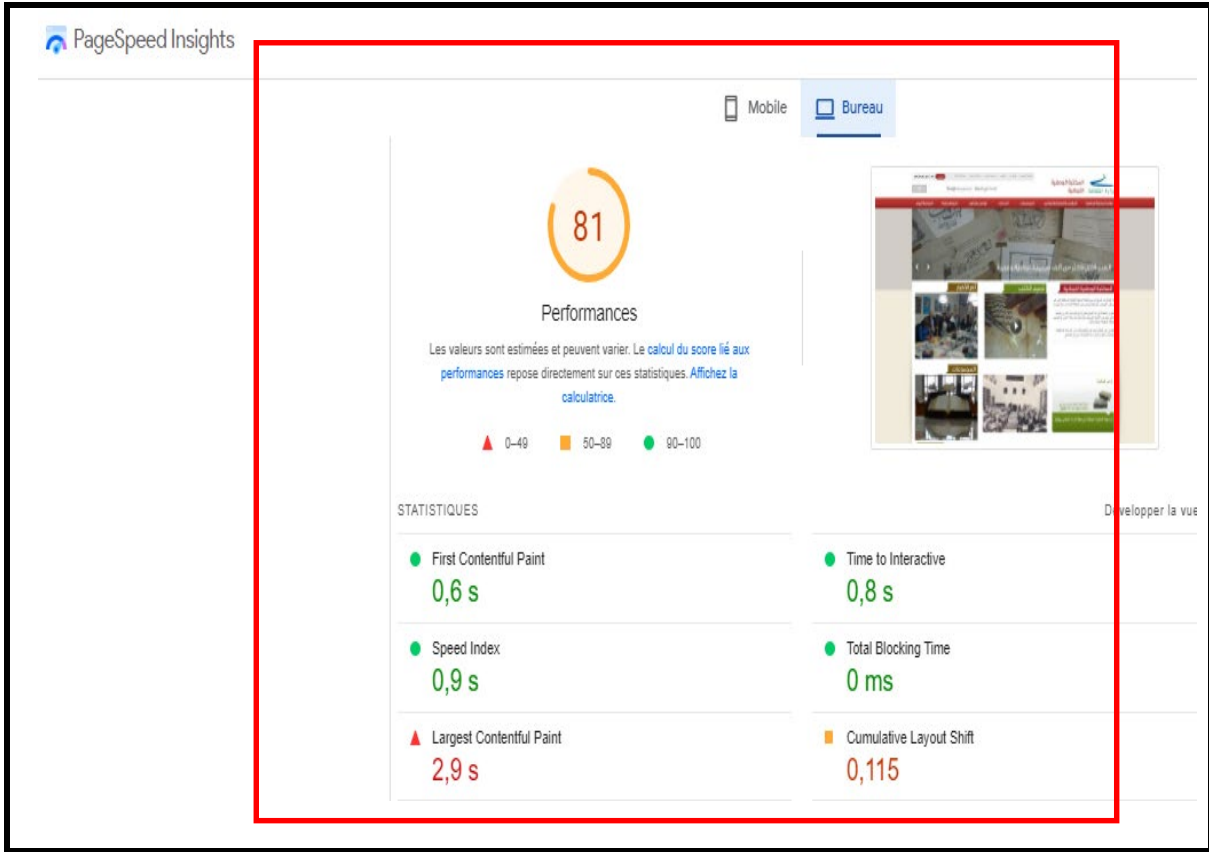 PageSpeed Insights
Mobile
Bureau
81
Performances
Les valeurs sont estimées et peuvent varier. Le calcul du score lié aux
performances repose directement sur ces statistiques. Affichez la
calculatrice.
0–49
50–89
90–100
STATISTIQUES
Développer la vue
First Contentful Paint
0,6 s
Time to Interactive
0,8 s
Speed Index
0,9 s
Total Blocking Time
0 ms
Largest Contentful Paint
2,9 s
Cumulative Layout Shift
0,115